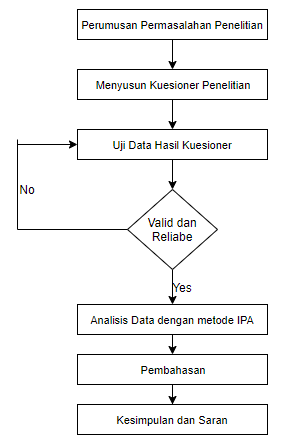 Perumusan Permasalahan Penelitian
Menyusun Kuesioner Penelitian
Uji Data Hasil Kuesioner
No
Valid dan
Reliabe
Yes
Analisis Data dengan metode IPA
Pembahasan
Kesimpulan dan Saran